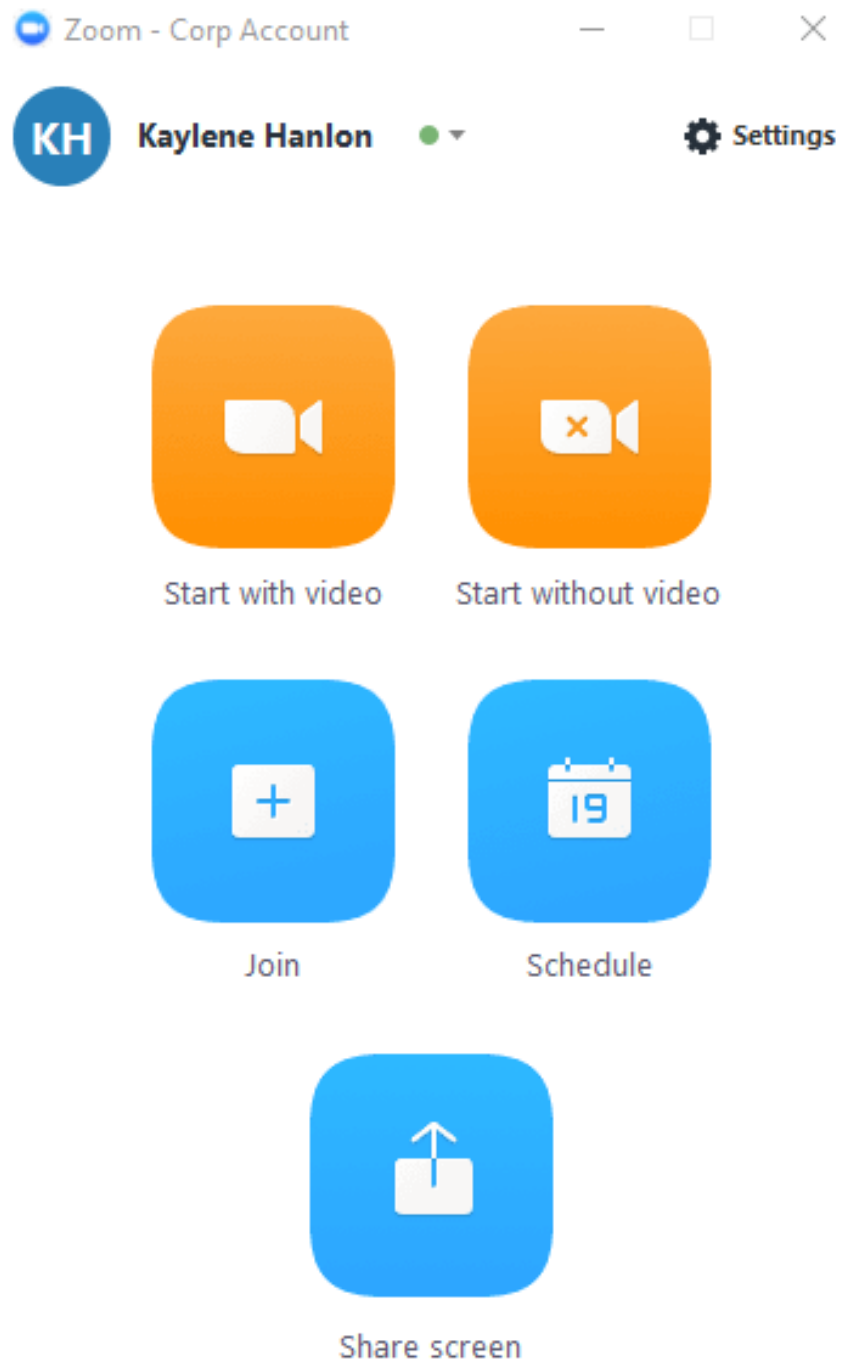 Zoom - Corp Account
KH Kaylene Hanlon Settings
Start with video Start without video
19
Join Schedule
Share screen